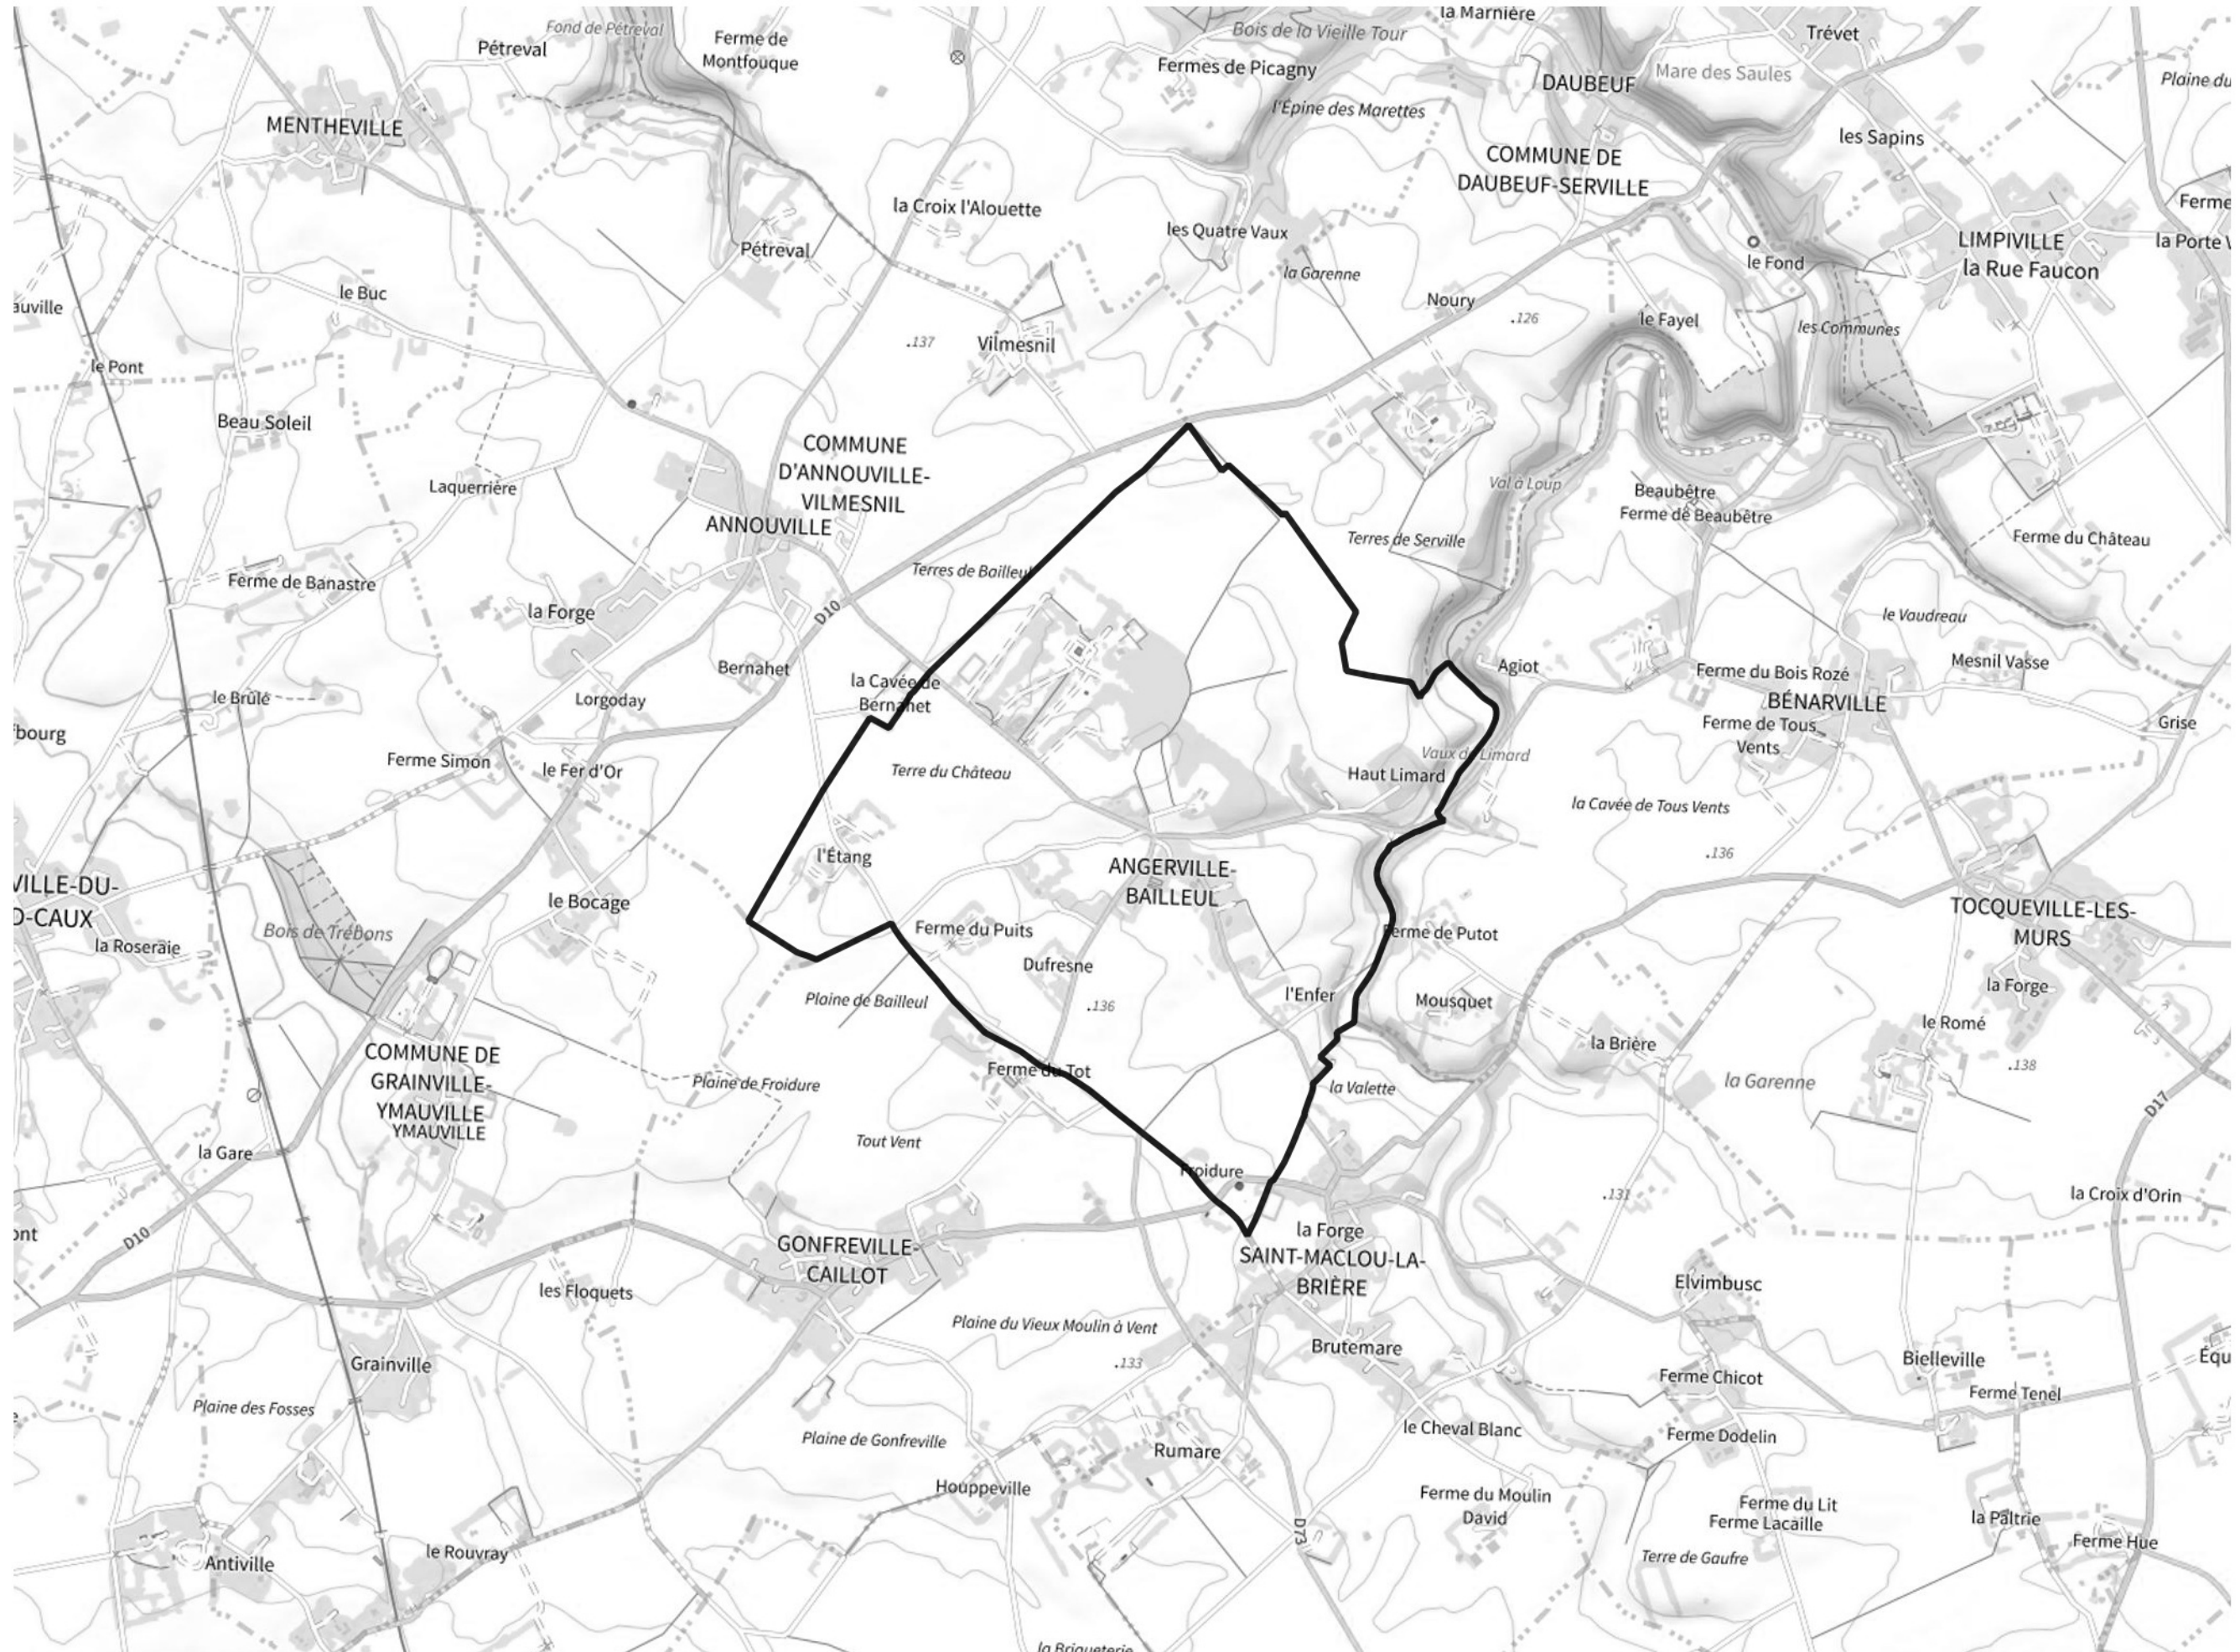 Fond de Pétreval
Pétreval
Ferme de
Montfouque
Bois de la Vieille Tour
la Marnière
Trévet
Fermes de Picagny
DAUBEUF
Mare des Saules
Plaine du
l'Épine des Marettes
MENTHEVILLE
les Sapins
COMMUNE DE
DAUBEUF-SERVILLE
la Croix l'Alouette
Ferme
les Quatre Vaux
Pétreval
LIMPIVILLE
la Rue Faucon
la Porte V
le Fond
la Garenne
le Buc
Noury
auville
.126
le Fayel
les Communes
.137
Vilmesnil
le Pont
Beau Soleil
COMMUNE
D'ANNOUVILLE-
VILMESNIL
Laquerrière
Val à Loup
Beaubêtre
Ferme de Beaubêtre
ANNOUVILLE
Terres de Serville
Ferme du Château
Terres de Bailleul
Ferme de Banastre
la Forge
D10
le Vaudreau
Bernahet
la Cavée de
Bernahet
Agiot
Ferme du Bois Rozé
Mesnil Vasse
le Brûlé
Lorgoday
BÉNARVILLE
Ferme de Tous
Vents
Grise
fbourg
Ferme Simon
le Fer d'Or
Terre du Château
Vaux de Limard
Haut Limard
la Cavée de Tous Vents
l'Étang
.136
ANGERVILLE-
BAILLEUL
VILLE-DU-
D-CAUX
le Bocage
TOCQUEVILLE-LES-
MURS
la Roseraie
Bois de Trébons
Ferme du Puits
Ferme de Putot
Dufresne
la Forge
Plaine de Bailleul
.136
l'Enfer
Mousquet
le Romé
la Brière
COMMUNE DE
GRAINVILLE-
YMAUVILLE
YMAUVILLE
Ferme du Tot
Plaine de Froidure
la Valette
la Garenne
.138
D17
la Gare
Tout Vent
Froidure
.131
la Croix d'Orin
ont
D10
GONFREVILLE-
CAILLOT
la Forge
SAINT-MACLOU-LA-
BRIÈRE
les Floquets
Elvimbusc
Plaine du Vieux Moulin à Vent
Brutemare
Grainville
.133
Bielleville
Équ
Ferme Chicot
Ferme Tenel
Plaine des Fosses
Plaine de Gonfreville
le Cheval Blanc
Ferme Dodelin
Rumare
Houppeville
Ferme du Moulin
David
Ferme du Lit
Ferme Lacaille
la Paltrie
D73
Ferme Hue
Antiville
le Rouvray
Terre de Gaufre
la Briqueterie